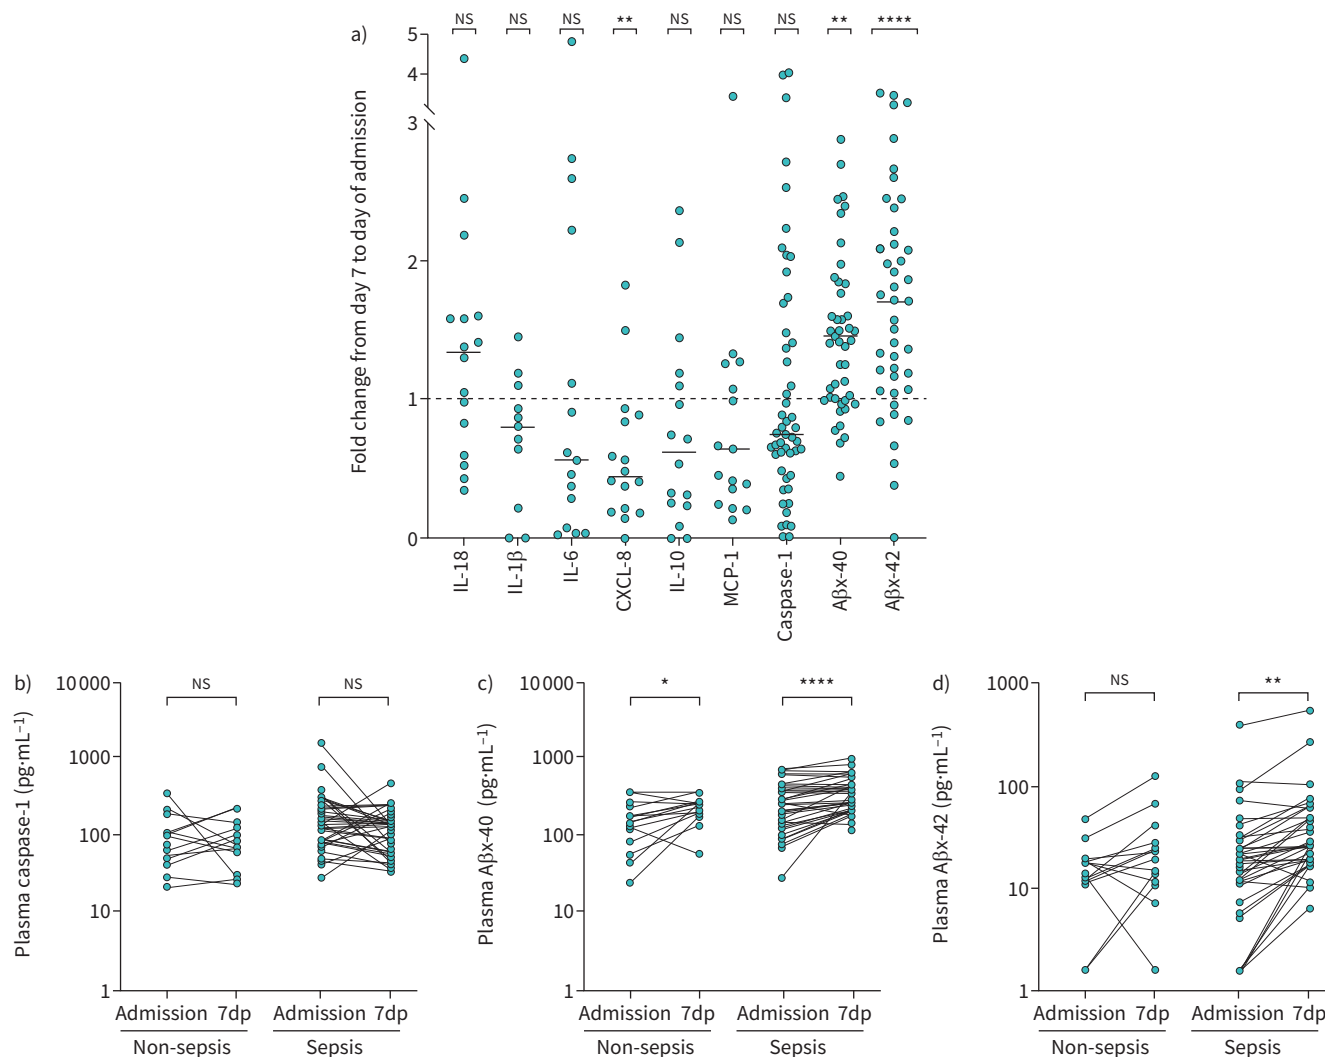 a)
NS NS NS ** NS NS NS ** ****
Fold change from day 7 to day of admission
5
4
3
2
1
0
IL-18 IL-1β IL-6 CXCL-8 IL-10 MCP-1 Caspase-1 Aβx-40 Aβx-42
b)
Plasma caspase-1 (pg·mL⁻¹)
10 000
1000
100
10
1
NS NS
Admission 7dp Admission 7dp
Non-sepsis Sepsis
c)
Plasma Aβx-40 (pg·mL⁻¹)
10 000
1000
100
10
1
* ****
Admission 7dp Admission 7dp
Non-sepsis Sepsis
d)
Plasma Aβx-42 (pg·mL⁻¹)
1000
100
10
1
NS **
Admission 7dp Admission 7dp
Non-sepsis Sepsis